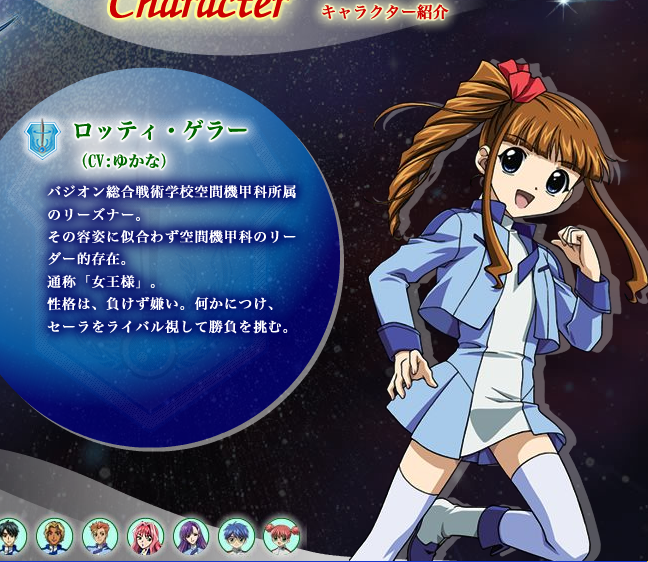 Character
キャラクター紹介
ロッティ・ゲラー
（CV:ゆかな）
バジオン総合戦術学校空間機甲科所属
のリーズナー。
その容姿に似合わず空間機甲科のリー
ダー的存在。
通称「女王様」。
性格は、負けず嫌い。何かにつけ、
セーラをライバル視して勝負を挑む。